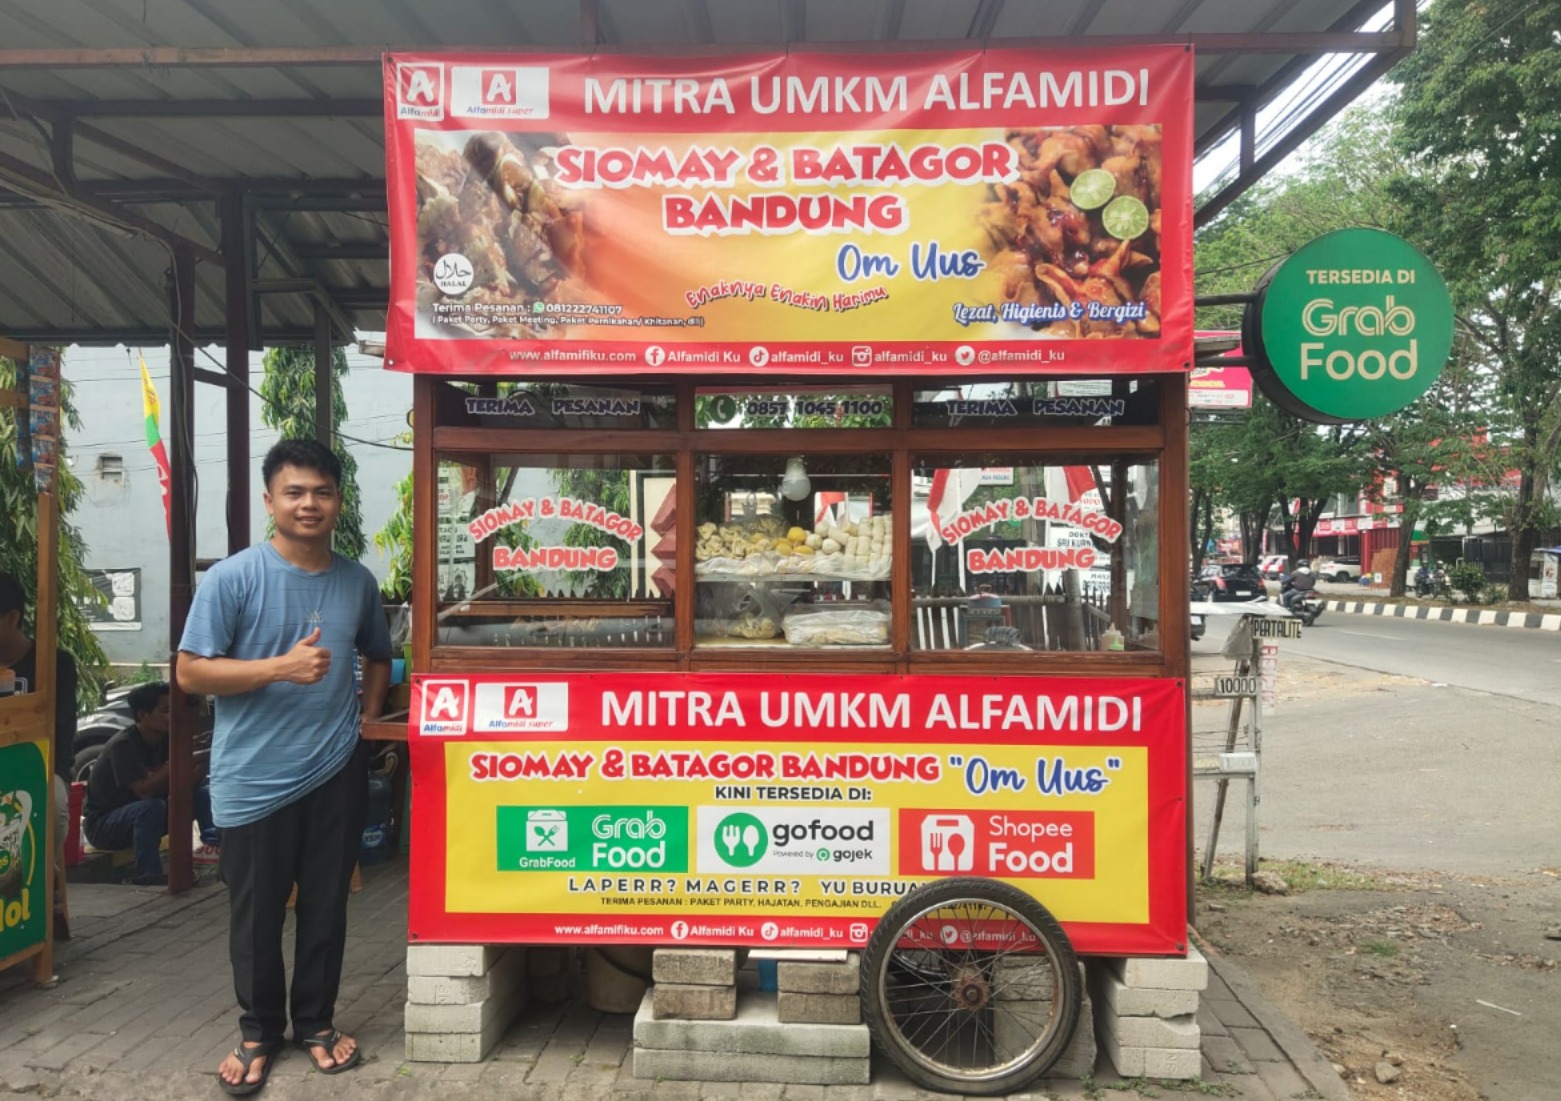 Alfamidi
Alfamidi super
MITRA UMKM ALFAMIDI
SIOMAY & BATAGOR
BANDUNG
Om Uus
Enaknya Enakin Harimu
حلال
HALAL
Terima Pesanan : 081222741107
( Paket Party, Paket Meeting, Paket Pernikahan/ Khitanan, dll)
Lezat, Higienis & Bergizi
www.alfamifiku.com Alfamidi Ku alfamidi_ku alfamidi_ku @alfamidi_ku
TERSEDIA DI
Grab
Food
TERIMA PESANAN
0857 1045 1100
TERIMA PESANAN
SIOMAY & BATAGOR
BANDUNG
SIOMAY & BATAGOR
BANDUNG
PERTALITE
10000
Alfamidi
Alfamidi super
MITRA UMKM ALFAMIDI
SIOMAY & BATAGOR BANDUNG "Om Uus"
KINI TERSEDIA DI:
GrabFood
Grab
Food
gofood
Powered by gojek
Shopee
Food
LAPERR? MAGERR? YU BURUA
TERIMA PESANAN : PAKET PARTY, HAJATAN, PENGAJIAN DLL.
www.alfamifiku.com Alfamidi Ku alfamidi_ku @alfamidi_ku